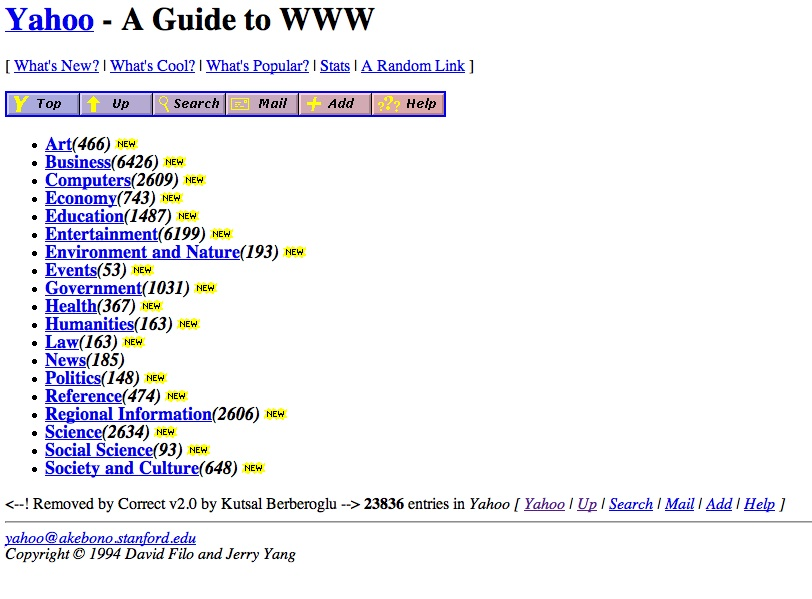 Yahoo - A Guide to WWW
[ What's New? | What's Cool? | What's Popular? | Stats | A Random Link ]
Top Up Search Mail Add Help
Art(466) NEW
Business(6426) NEW
Computers(2609) NEW
Economy(743) NEW
Education(1487) NEW
Entertainment(6199) NEW
Environment and Nature(193) NEW
Events(53) NEW
Government(1031) NEW
Health(367) NEW
Humanities(163) NEW
Law(163) NEW
News(185)
Politics(148) NEW
Reference(474) NEW
Regional Information(2606) NEW
Science(2634) NEW
Social Science(93) NEW
Society and Culture(648) NEW
<--! Removed by Correct v2.0 by Kutsal Berberoglu --> 23836 entries in Yahoo [ Yahoo | Up | Search | Mail | Add | Help ]
yahoo@akebono.stanford.edu
Copyright © 1994 David Filo and Jerry Yang